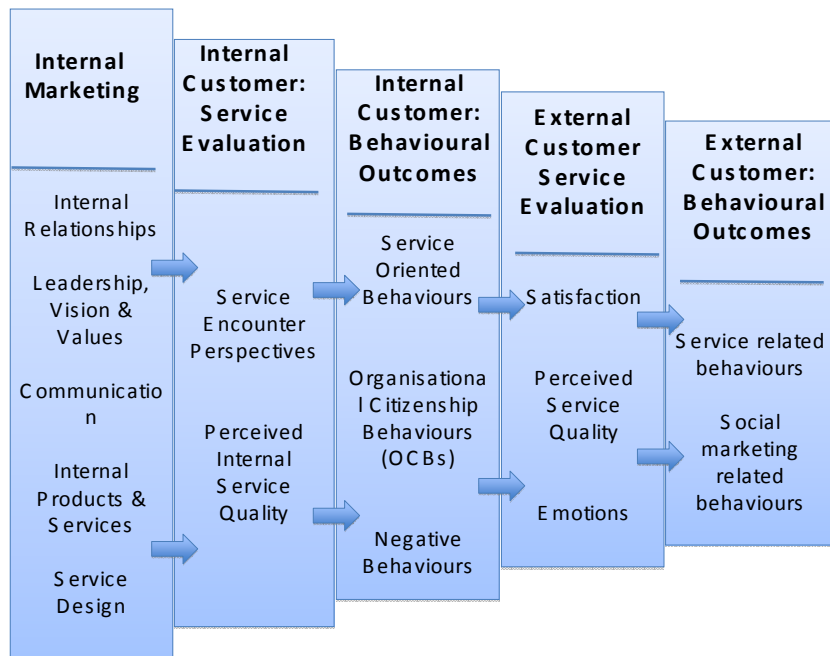 Internal
Marketing
Internal
Relationships
Leadership,
Vision &
Values
Communicatio
n
Internal
Products &
Services
Service
Design
Internal
Customer:
Service
Evaluation
Service
Encounter
Perspectives
Perceived
Internal
Service
Quality
Internal
Customer:
Behavioural
Outcomes
Service
Oriented
Behaviours
Organisationa
l Citizenship
Behaviours
(OCBs)
Negative
Behaviours
External
Customer
Service
Evaluation
Satisfaction
Perceived
Service
Quality
Emotions
External
Customer:
Behavioural
Outcomes
Service related
behaviours
Social
marketing
related
behaviours